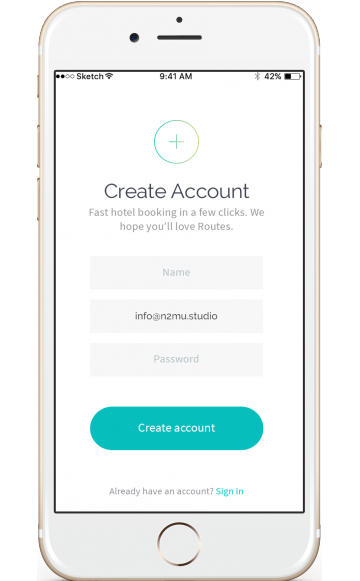 Sketch 9:41 AM 42%
Create Account
Fast hotel booking in a few clicks. We
hope you'll love Routes.
Name
info@n2mu.studio
Password
Create account
Already have an account? Sign in